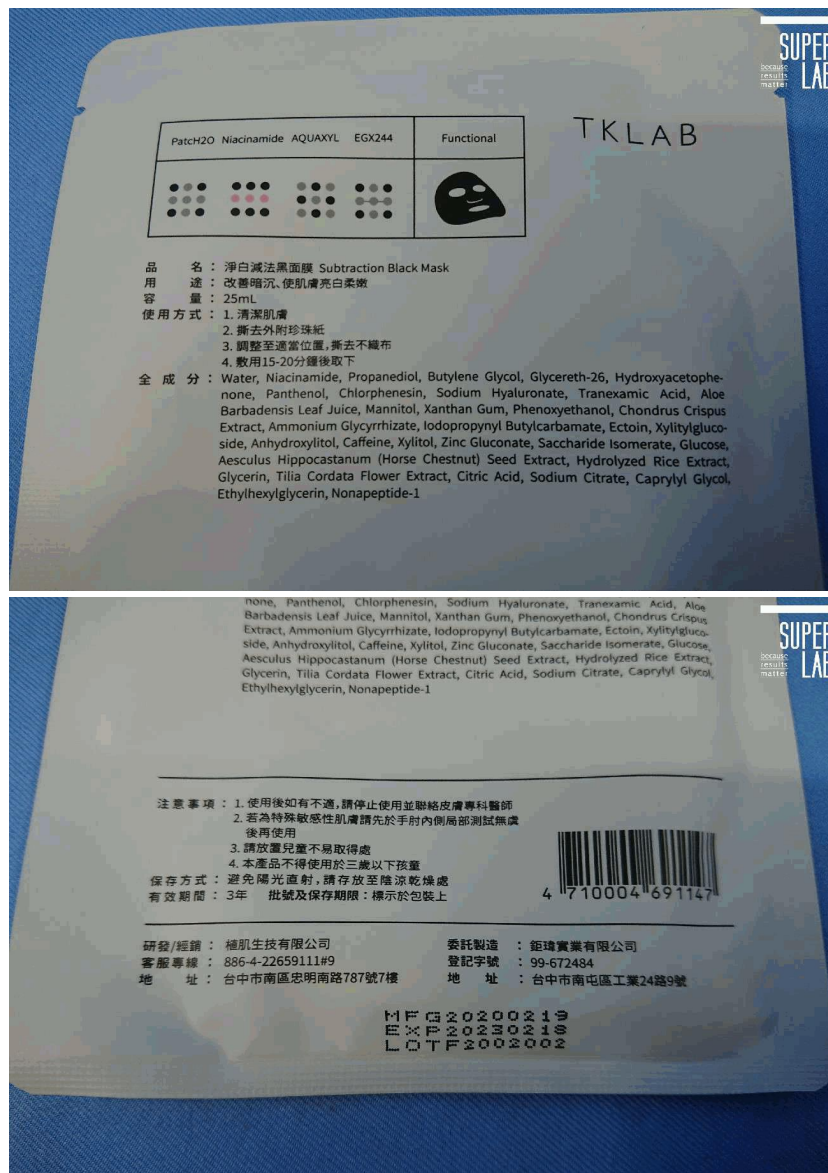 SUPER LAB
because results matter
PatcH2O Niacinamide AQUAXYL EGX244 Functional
TKLAB
品名：淨白減法黑面膜 Subtraction Black Mask
用途：改善暗沉、使肌膚亮白柔嫩
容量：25mL
使用方式：1. 清潔肌膚
2. 撕去外附珍珠紙
3. 調整至適當位置，撕去不織布
4. 敷用15-20分鐘後取下
全成分：Water, Niacinamide, Propanediol, Butylene Glycol, Glycereth-26, Hydroxyacetophe-
none, Panthenol, Chlorphenesin, Sodium Hyaluronate, Tranexamic Acid, Aloe
Barbadensis Leaf Juice, Mannitol, Xanthan Gum, Phenoxyethanol, Chondrus Crispus
Extract, Ammonium Glycyrrhizate, Iodopropynyl Butylcarbamate, Ectoin, Xylitylgluco-
side, Anhydroxylitol, Caffeine, Xylitol, Zinc Gluconate, Saccharide Isomerate, Glucose,
Aesculus Hippocastanum (Horse Chestnut) Seed Extract, Hydrolyzed Rice Extract,
Glycerin, Tilia Cordata Flower Extract, Citric Acid, Sodium Citrate, Caprylyl Glycol,
Ethylhexylglycerin, Nonapeptide-1
SUPER LAB
because results matter
none, Panthenol, Chlorphenesin, Sodium Hyaluronate, Tranexamic Acid, Aloe
Barbadensis Leaf Juice, Mannitol, Xanthan Gum, Phenoxyethanol, Chondrus Crispus
Extract, Ammonium Glycyrrhizate, Iodopropynyl Butylcarbamate, Ectoin, Xylitylgluco-
side, Anhydroxylitol, Caffeine, Xylitol, Zinc Gluconate, Saccharide Isomerate, Glucose,
Aesculus Hippocastanum (Horse Chestnut) Seed Extract, Hydrolyzed Rice Extract,
Glycerin, Tilia Cordata Flower Extract, Citric Acid, Sodium Citrate, Caprylyl Glycol,
Ethylhexylglycerin, Nonapeptide-1
注意事項：1. 使用後如有不適，請停止使用並聯絡皮膚專科醫師
2. 若為特殊敏感性肌膚請先於手肘內側局部測試無虞
後再使用
3. 請放置兒童不易取得處
4. 本產品不得使用於三歲以下孩童
保存方式：避免陽光直射，請存放至陰涼乾燥處
有效期間：3年 批號及保存期限：標示於包裝上
4 710004 691147
研發/經銷：植肌生技有限公司
客服專線：886-4-22659111#9
地址：台中市南區忠明南路787號7樓
委託製造：鉅瑋實業有限公司
登記字號：99-672484
地址：台中市南屯區工業24路9號
MFG20200219
EXP20230218
LOTF2002002